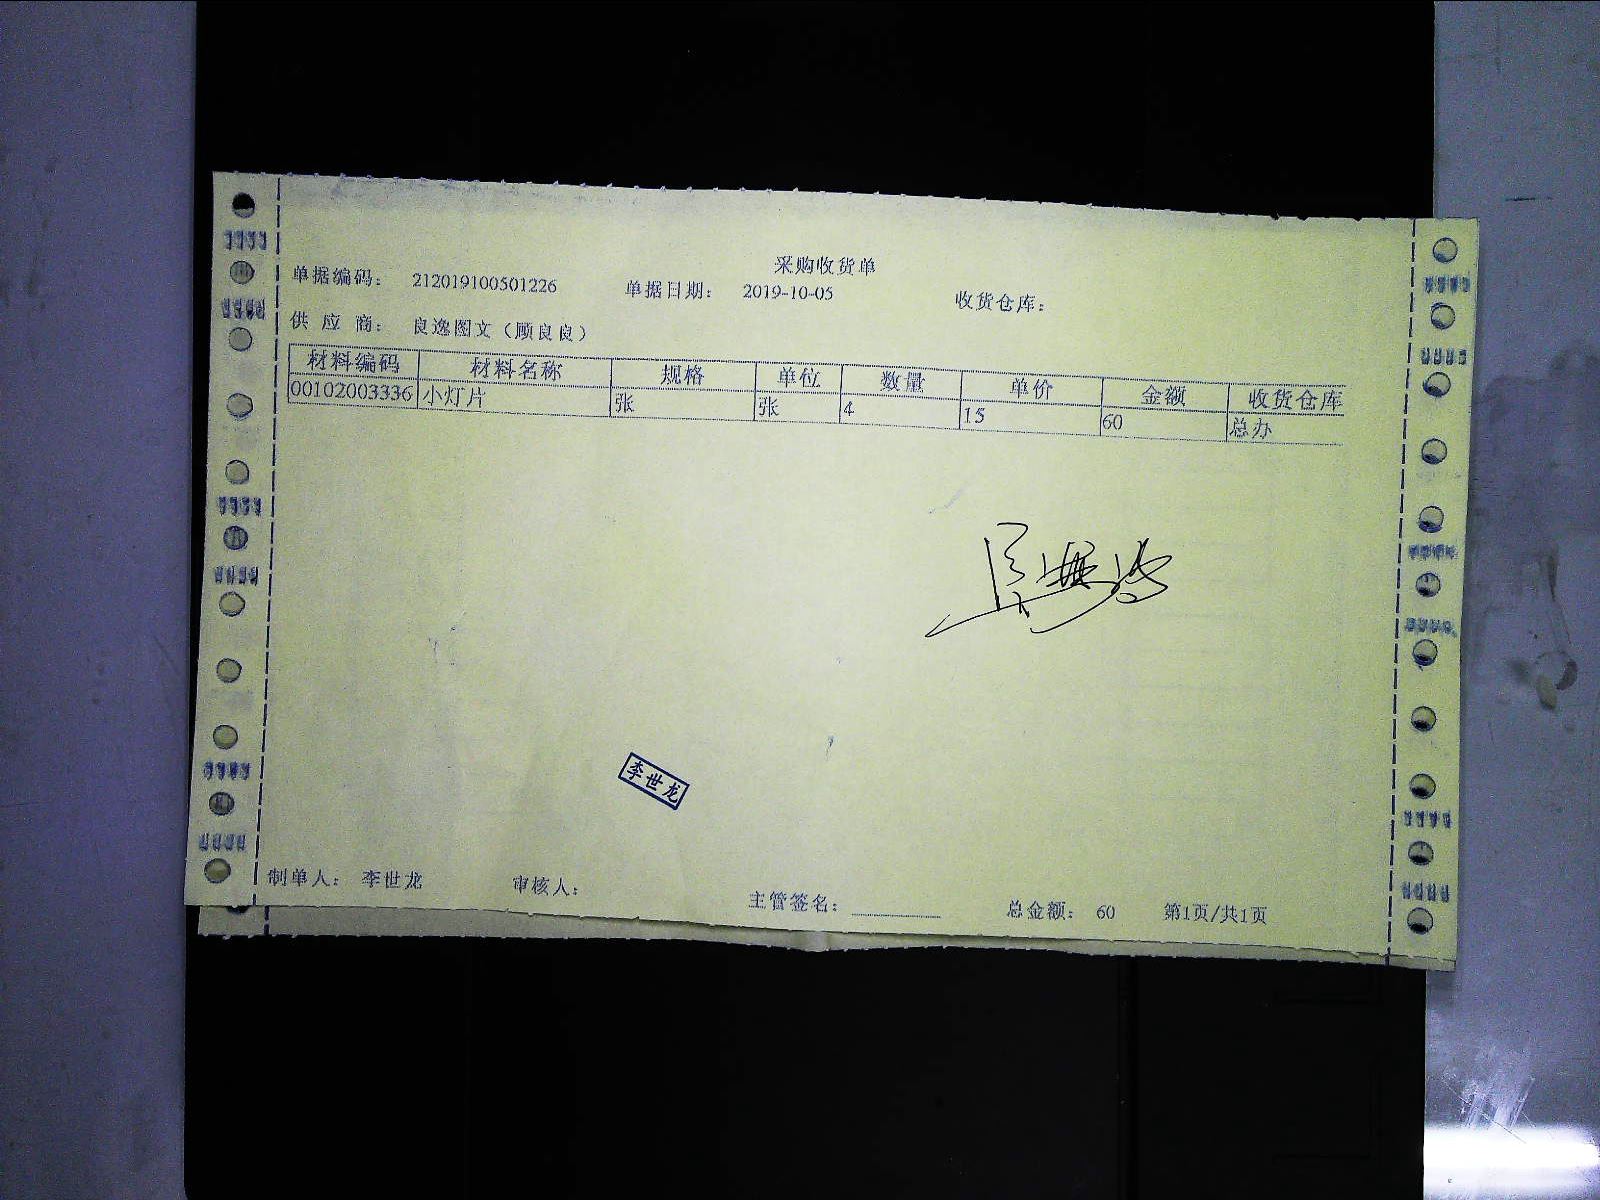 采购收货单
单据编码： 212019100501226 单据日期： 2019-10-05 收货仓库：
供 应 商： 良逸图文（顾良良）
材料编码 材料名称 规格 单位 数量 单价 金额 收货仓库
00102003336 小灯片 张 张 4 15 60 总办
李世龙
制单人： 李世龙 审核人： 主管签名： 总金额： 60 第1页/共1页